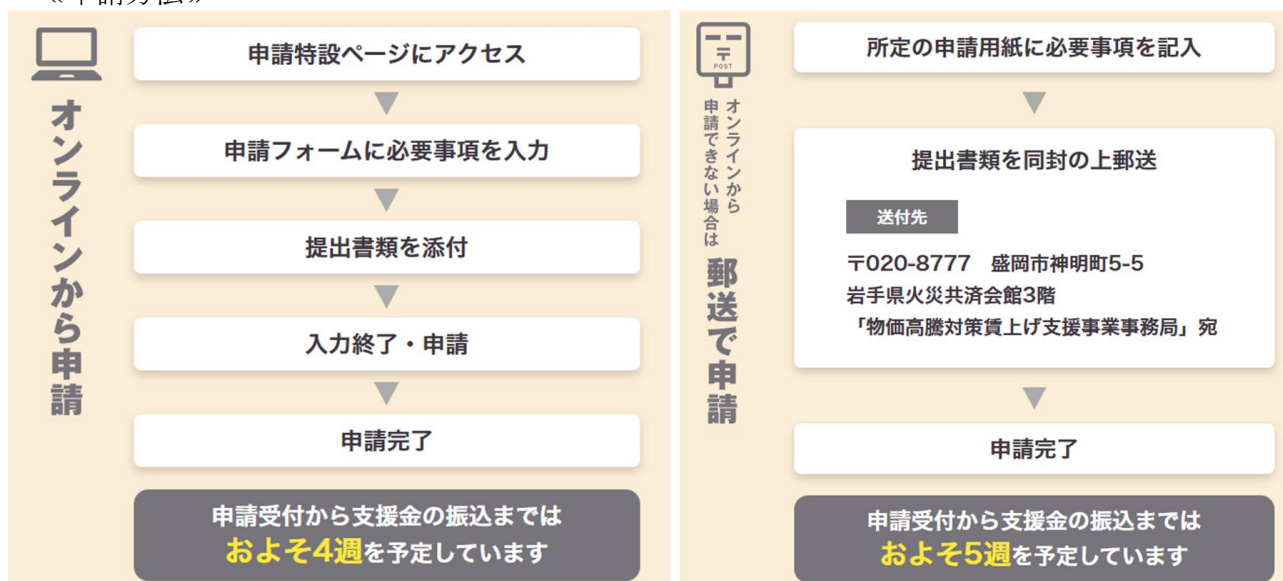 ≪申請方法≫
オンラインから申請
申請特設ページにアクセス
申請フォームに必要事項を入力
提出書類を添付
入力終了・申請
申請完了
申請受付から支援金の振込までは
およそ4週を予定しています
〒
POST
オンラインから
申請できない場合は
郵送で申請
所定の申請用紙に必要事項を記入
提出書類を同封の上郵送
送付先
〒020-8777 盛岡市神明町5-5
岩手県火災共済会館3階
「物価高騰対策賃上げ支援事業事務局」宛
申請完了
申請受付から支援金の振込までは
およそ5週を予定しています